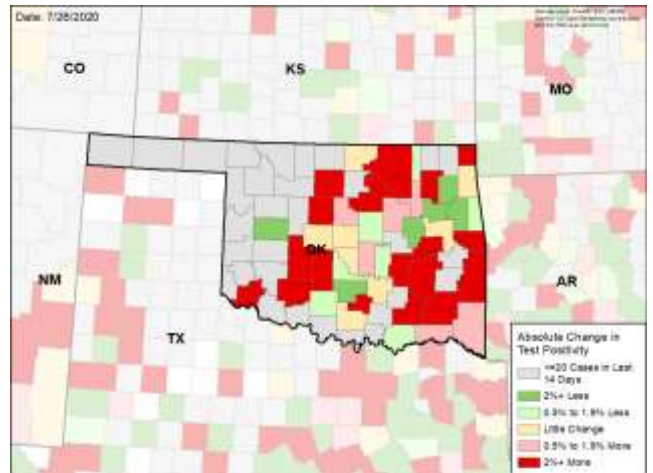 Date: 7/28/2020
CO
KS
MO
OK
NM
AR
TX
Absolute Change in
Test Positivity
<=20 Cases in Last
14 Days
2%+ Less
0.5% to 1.9% Less
Little Change
0.5% to 1.9% More
2%+ More